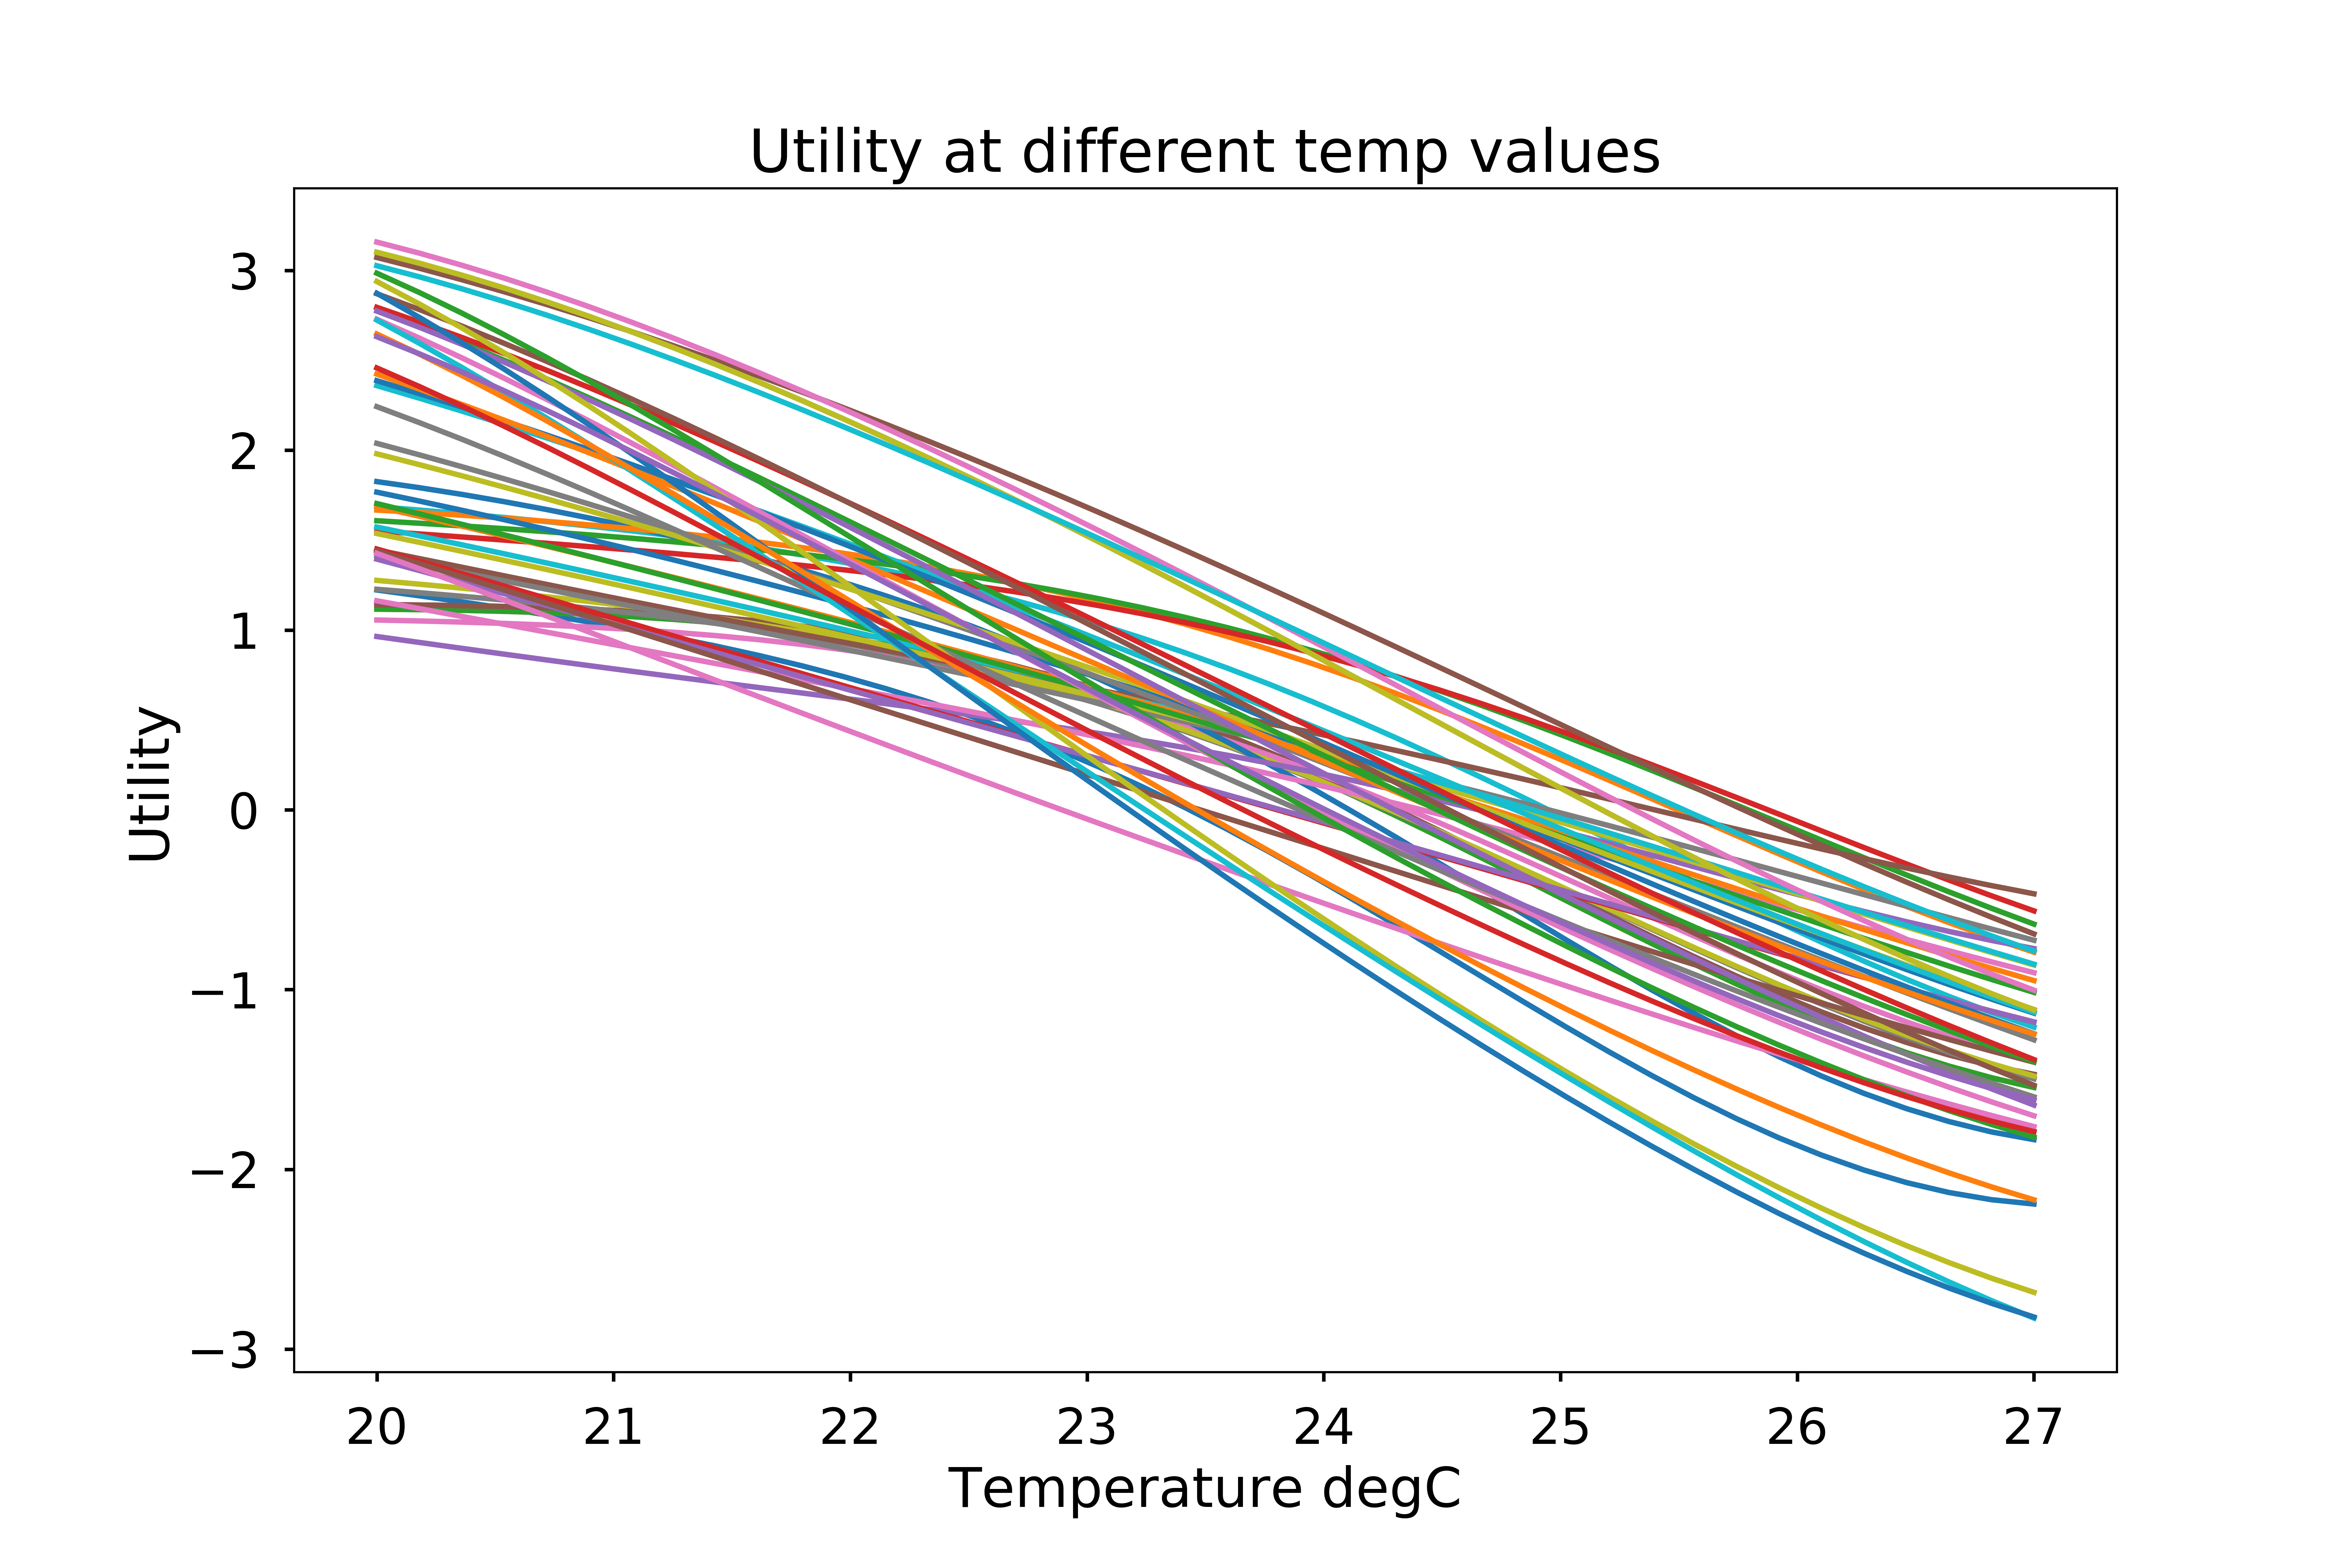 Utility at different temp values
Utility
3
2
1
0
−1
−2
−3
20 21 22 23 24 25 26 27
Temperature degC